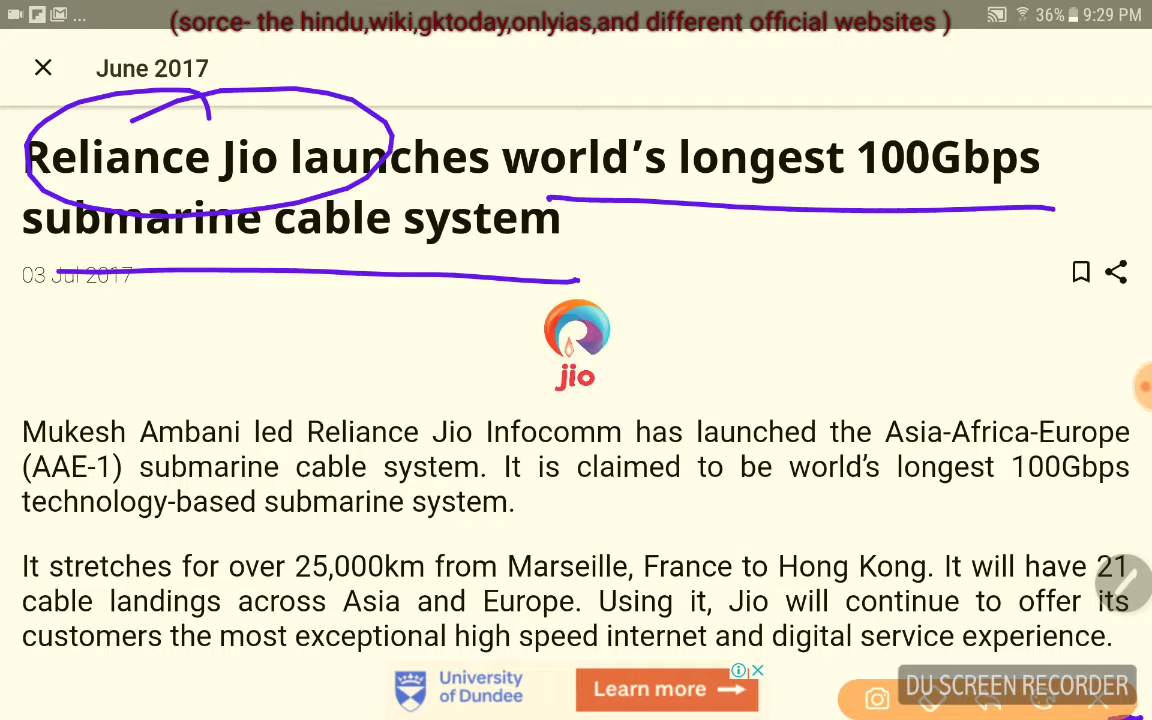 (sorce- the hindu,wiki,gktoday,onlyias,and different official websites )
... 36% 9:29 PM
June 2017
Reliance Jio launches world's longest 100Gbps
submarine cable system
03 Jul 2017
jio
Mukesh Ambani led Reliance Jio Infocomm has launched the Asia-Africa-Europe
(AAE-1) submarine cable system. It is claimed to be world's longest 100Gbps
technology-based submarine system.
It stretches for over 25,000km from Marseille, France to Hong Kong. It will have 21
cable landings across Asia and Europe. Using it, Jio will continue to offer its
customers the most exceptional high speed internet and digital service experience.
University
of Dundee
Learn more
DU SCREEN RECORDER